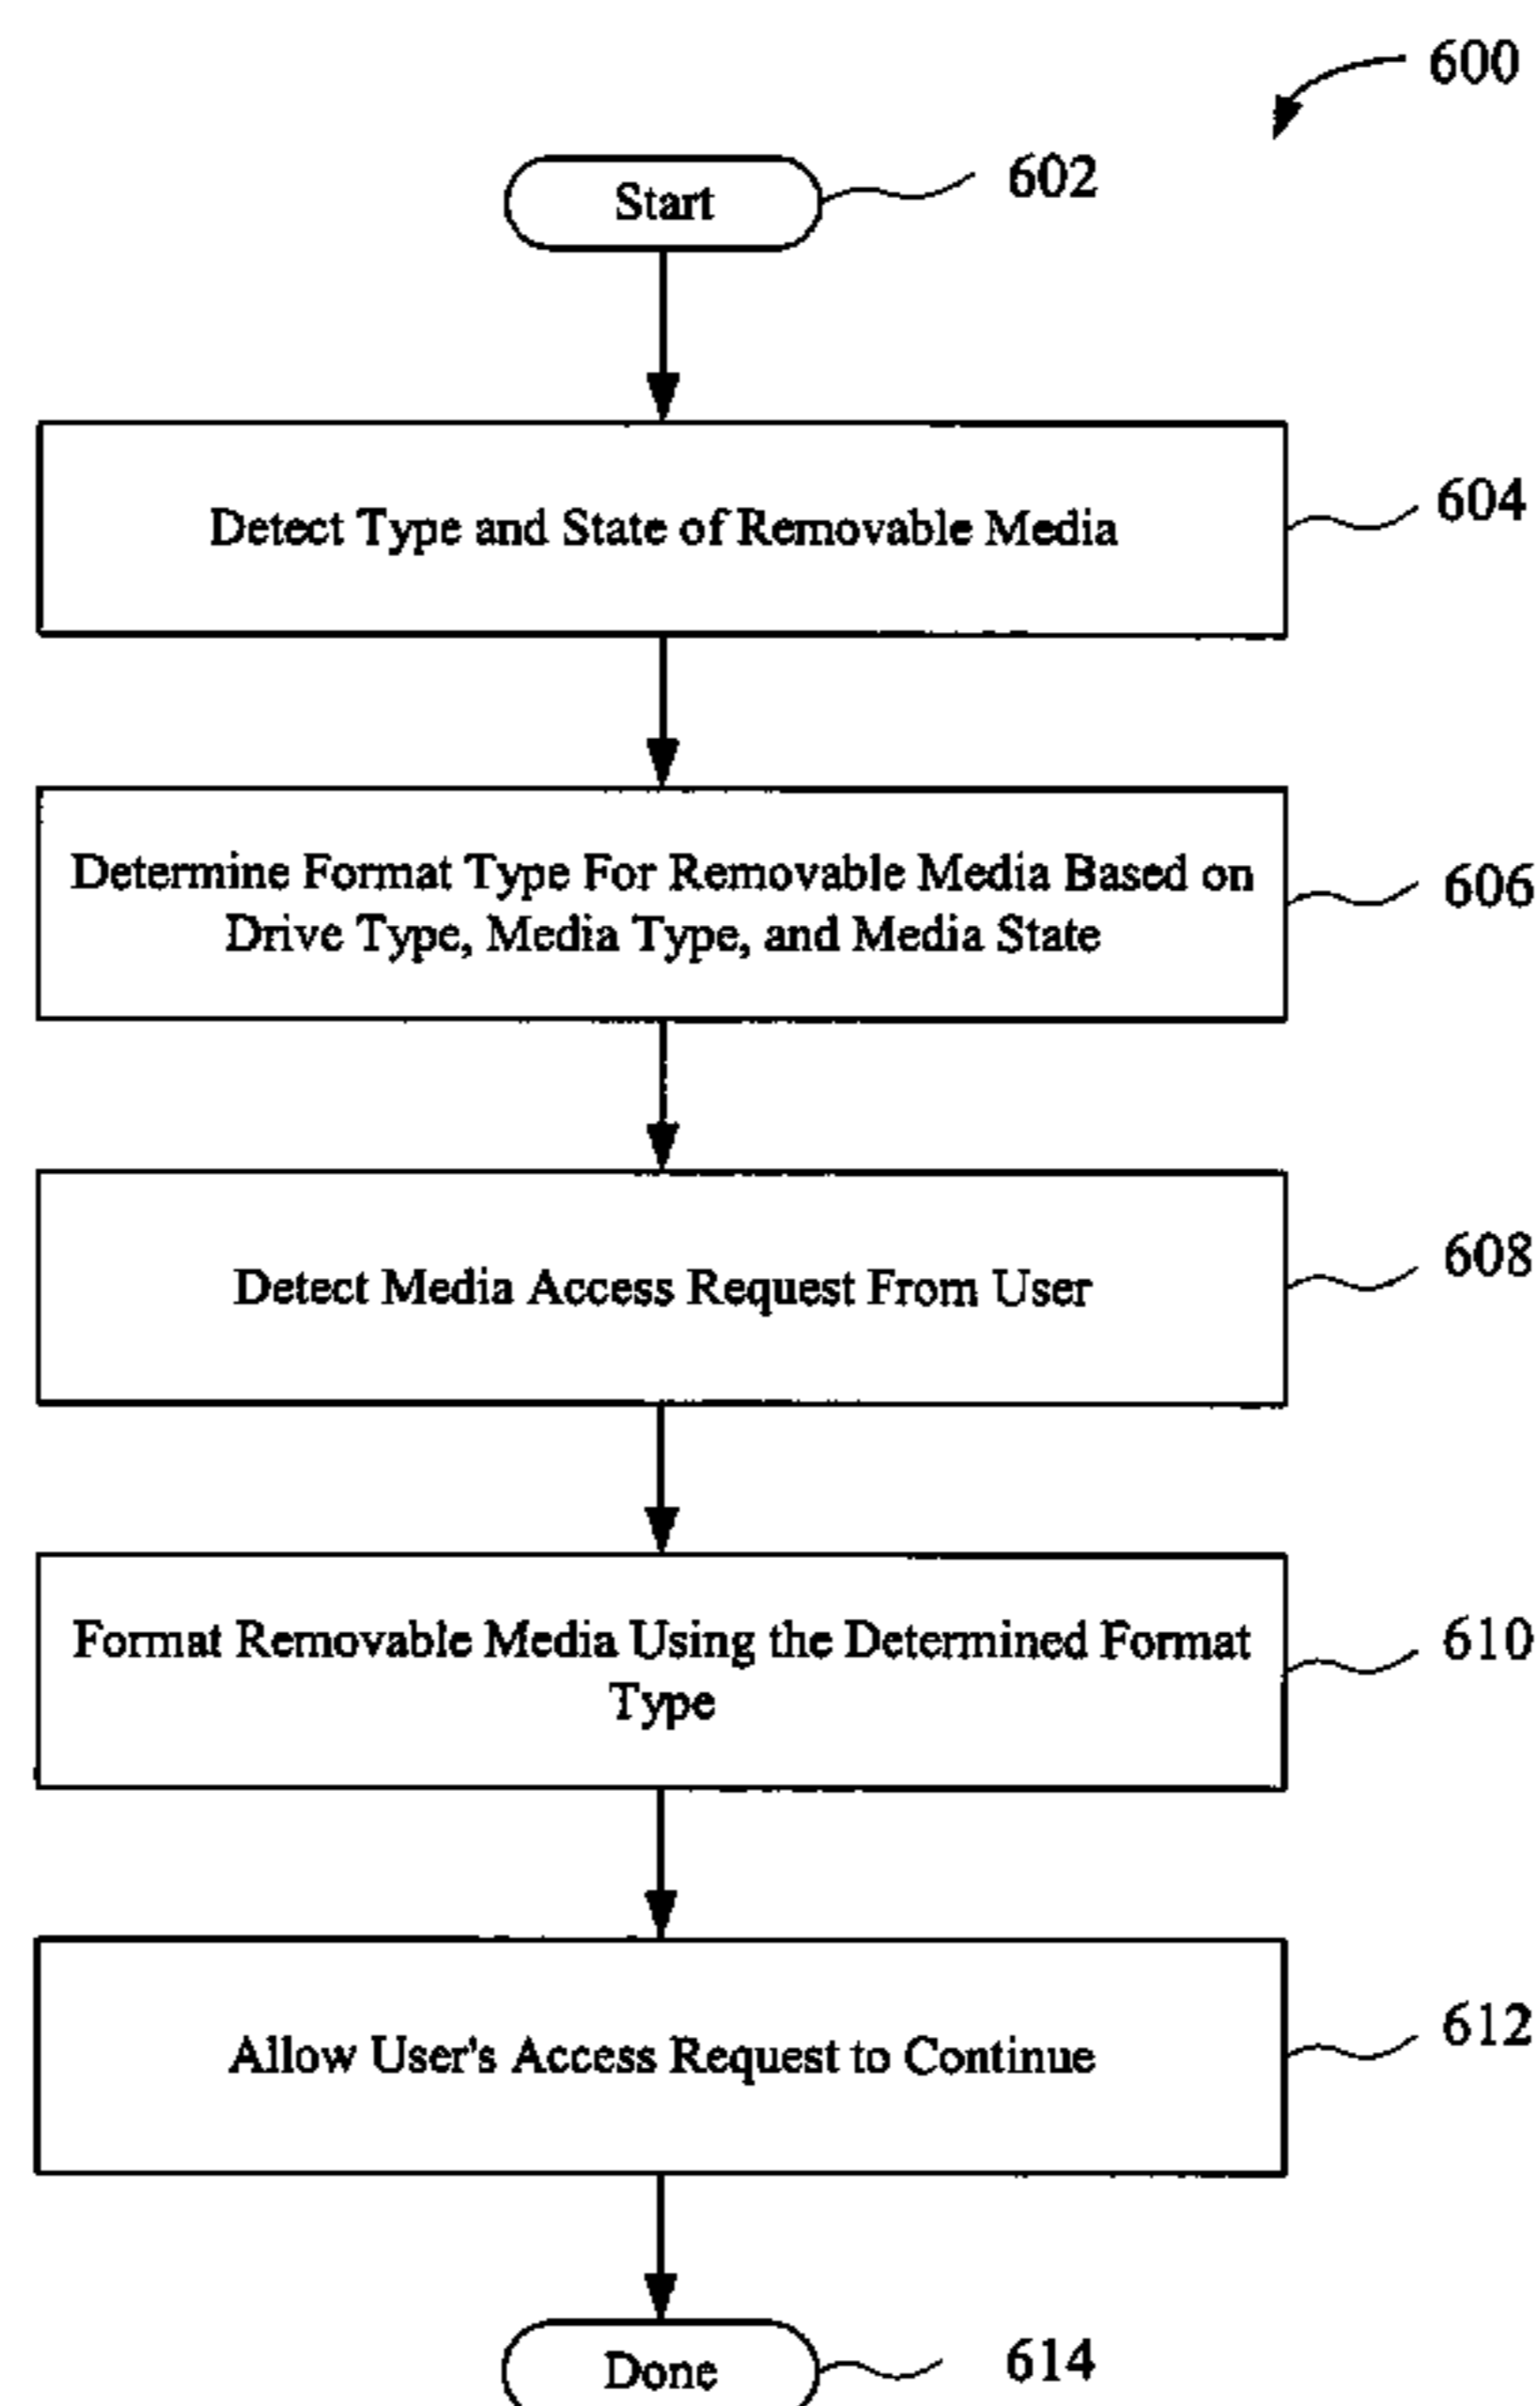 600
Start
602
Detect Type and State of Removable Media
604
Determine Format Type For Removable Media Based on
Drive Type, Media Type, and Media State
606
Detect Media Access Request From User
608
Format Removable Media Using the Determined Format
Type
610
Allow User's Access Request to Continue
612
Done
614